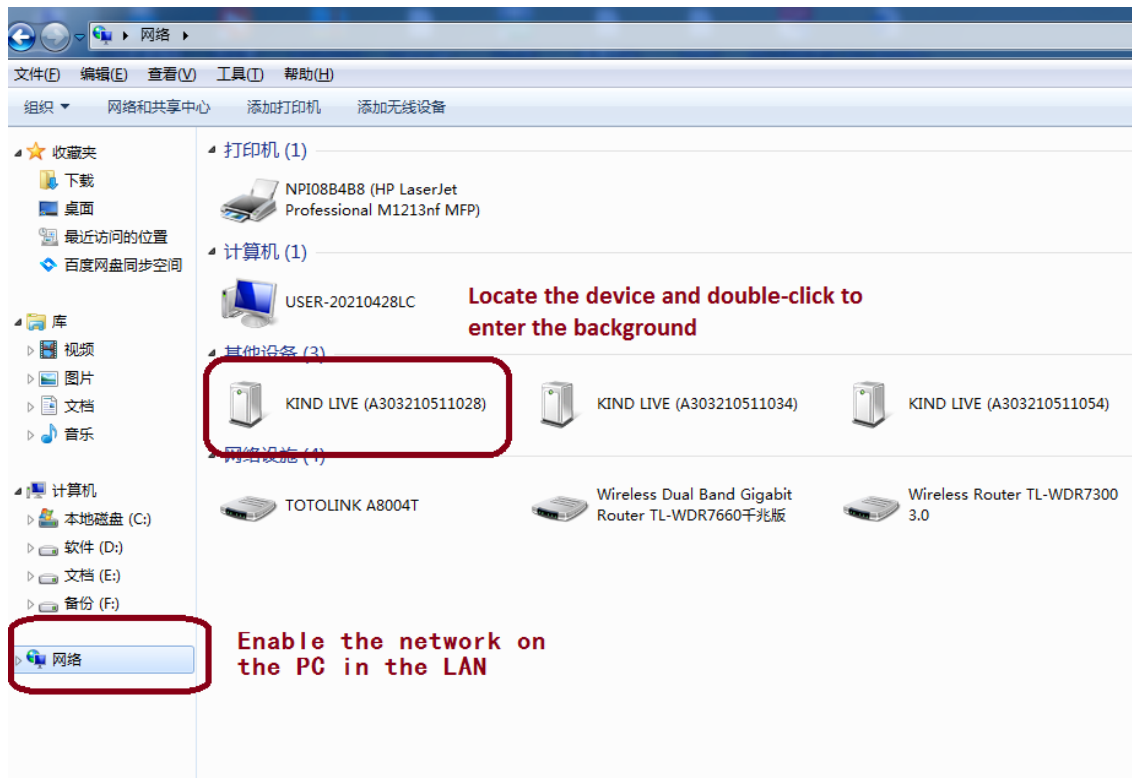 网络
文件(F) 编辑(E) 查看(V) 工具(T) 帮助(H)
组织 网络和共享中心 添加打印机 添加无线设备
收藏夹
下载
桌面
最近访问的位置
百度网盘同步空间
库
视频
图片
文档
音乐
计算机
本地磁盘 (C:)
软件 (D:)
文档 (E:)
备份 (F:)
网络
打印机 (1)
NPI08B4B8 (HP LaserJet
Professional M1213nf MFP)
计算机 (1)
USER-20210428LC
Locate the device and double-click to
enter the background
其他设备 (3)
KIND LIVE (A303210511028)
KIND LIVE (A303210511034)
KIND LIVE (A303210511054)
网络设施 (4)
TOTOLINK A8004T
Wireless Dual Band Gigabit
Router TL-WDR7660千兆版
Wireless Router TL-WDR7300
3.0
Enable the network on
the PC in the LAN